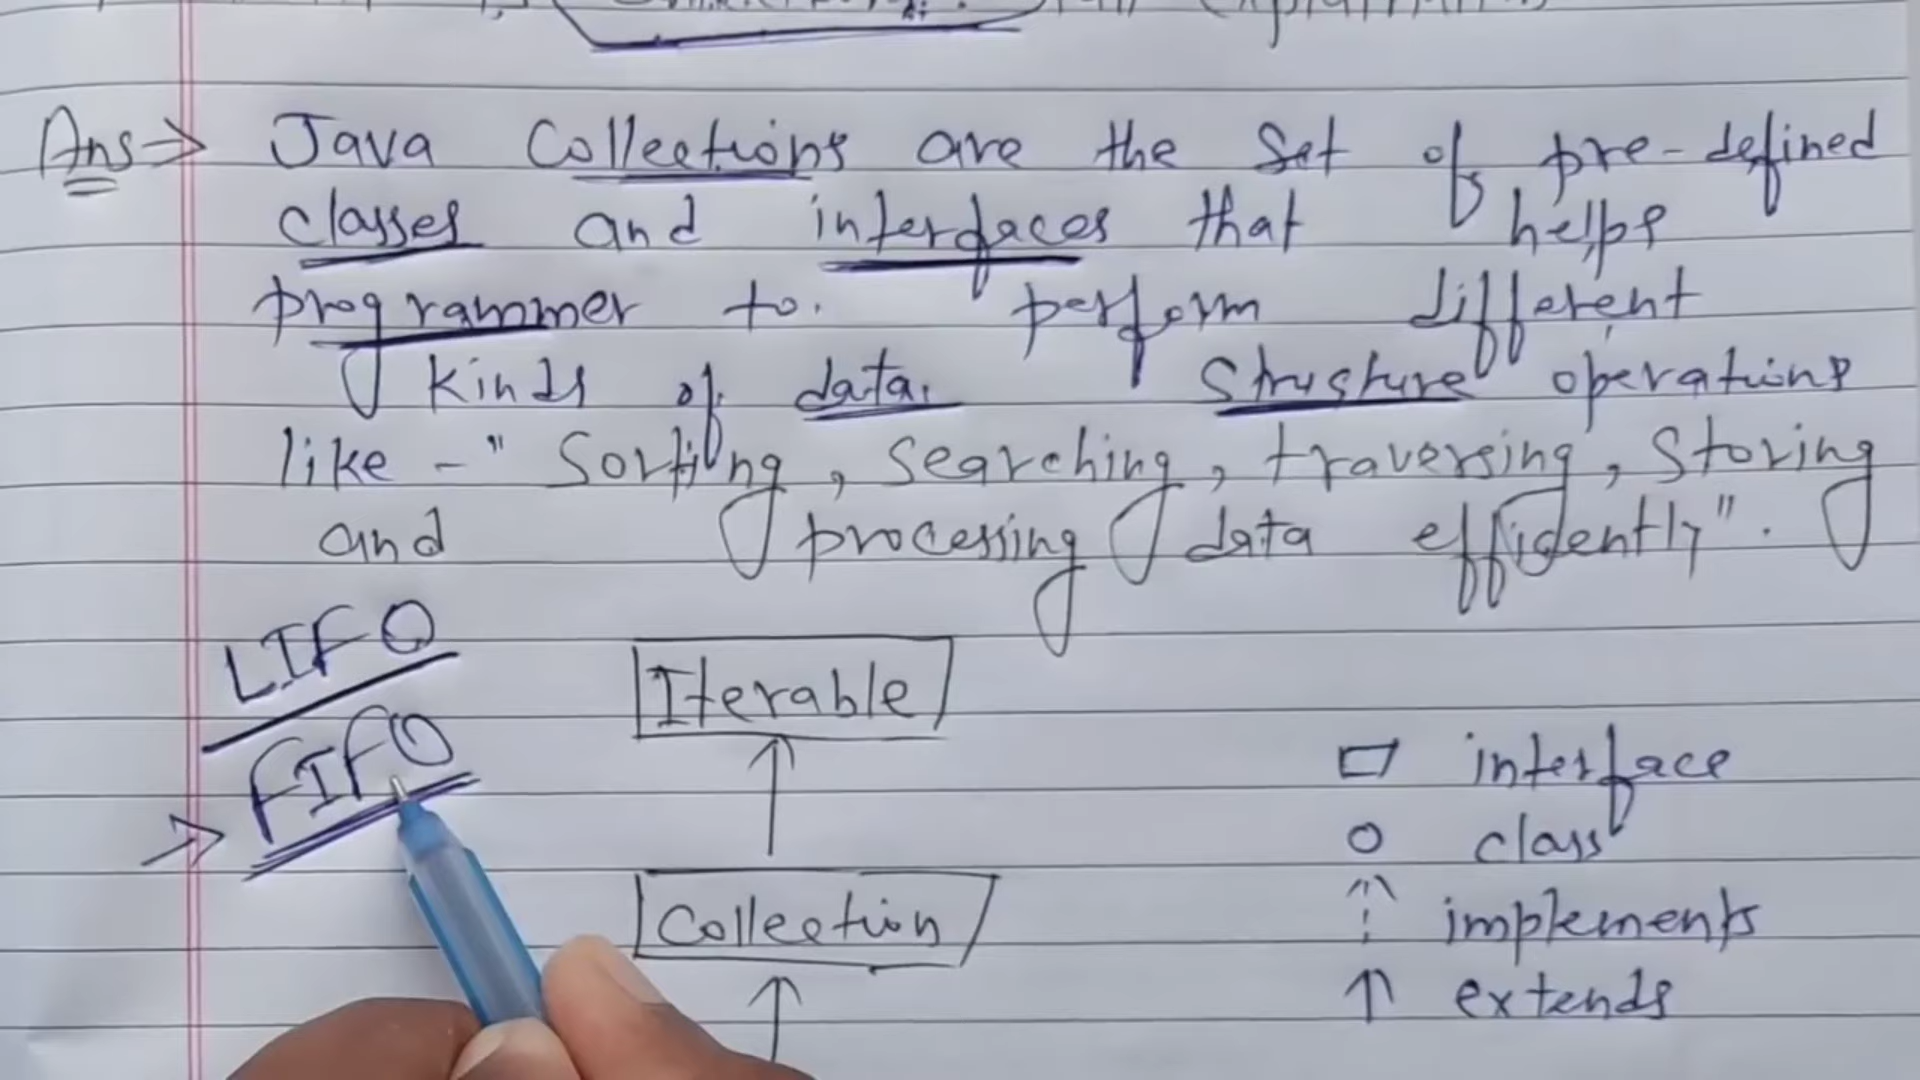 Ans → Java Collections are the set of pre-defined
classes and interfaces that helps
programmer to perform different
kinds of data structure operations
like - " Sorting, searching, traversing, storing
and processing data efficiently".
LIFO
FIFO
Iterable
Collection
interface
class
implements
extends